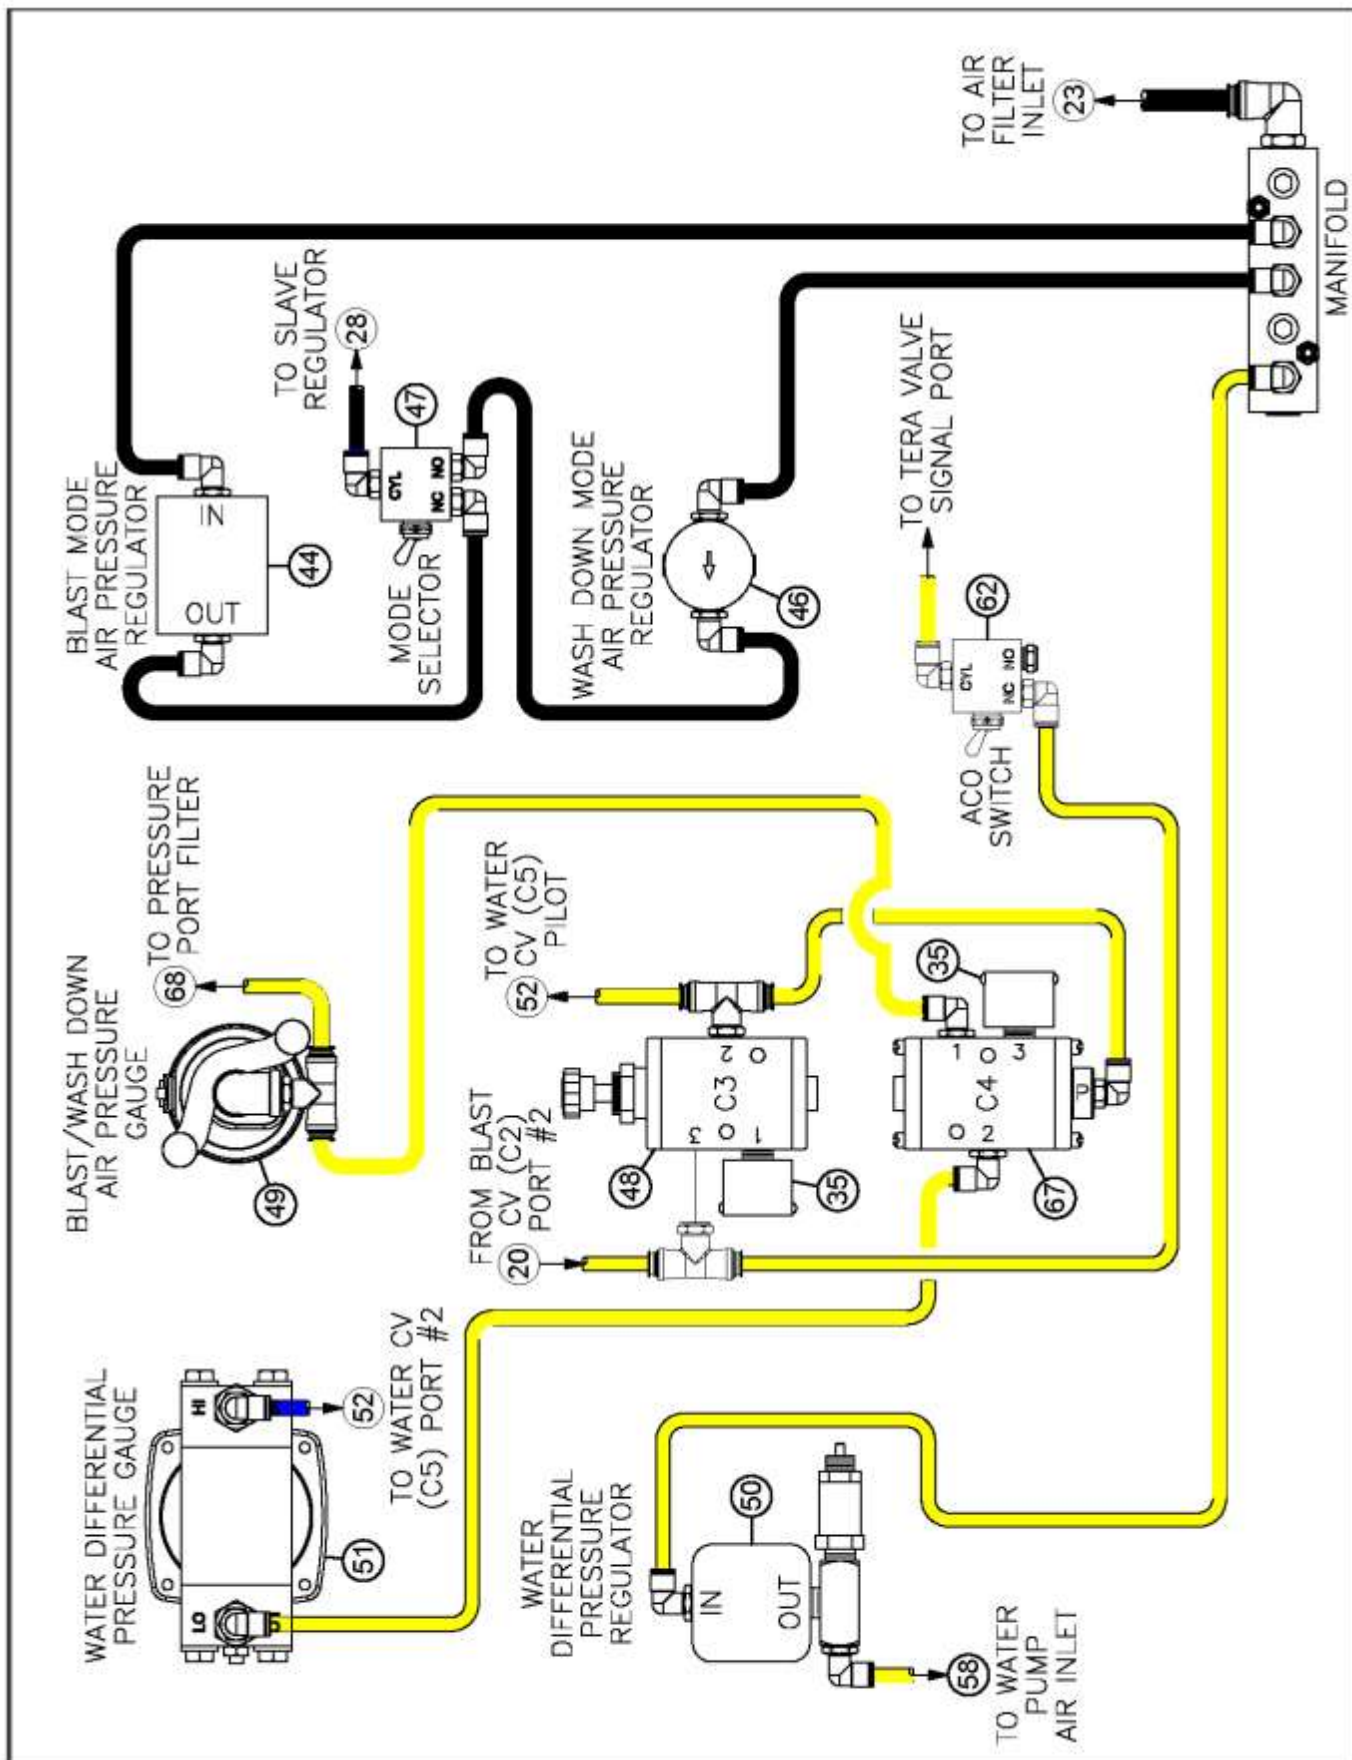 WATER DIFFERENTIAL
PRESSURE GAUGE
LO
HI
51
52
TO WATER CV
(C5) PORT #2
BLAST/WASH DOWN
AIR PRESSURE
GAUGE
49
68
TO PRESSURE
PORT FILTER
BLAST MODE
AIR PRESSURE
REGULATOR
OUT
IN
44
TO SLAVE
REGULATOR
28
MODE
SELECTOR
CYL
NC
NO
47
WASH DOWN MODE
AIR PRESSURE
REGULATOR
46
WATER
DIFFERENTIAL
PRESSURE
REGULATOR
IN
OUT
50
58
TO WATER
PUMP
AIR INLET
FROM BLAST
CV (C2)
PORT #2
20
48
3
1
C3
2
35
TO WATER
CV (C5)
PILOT
52
1
3
C4
2
P
35
67
ACO
SWITCH
CYL
NC
NO
62
TO TERA VALVE
SIGNAL PORT
TO AIR
FILTER
INLET
23
MANIFOLD